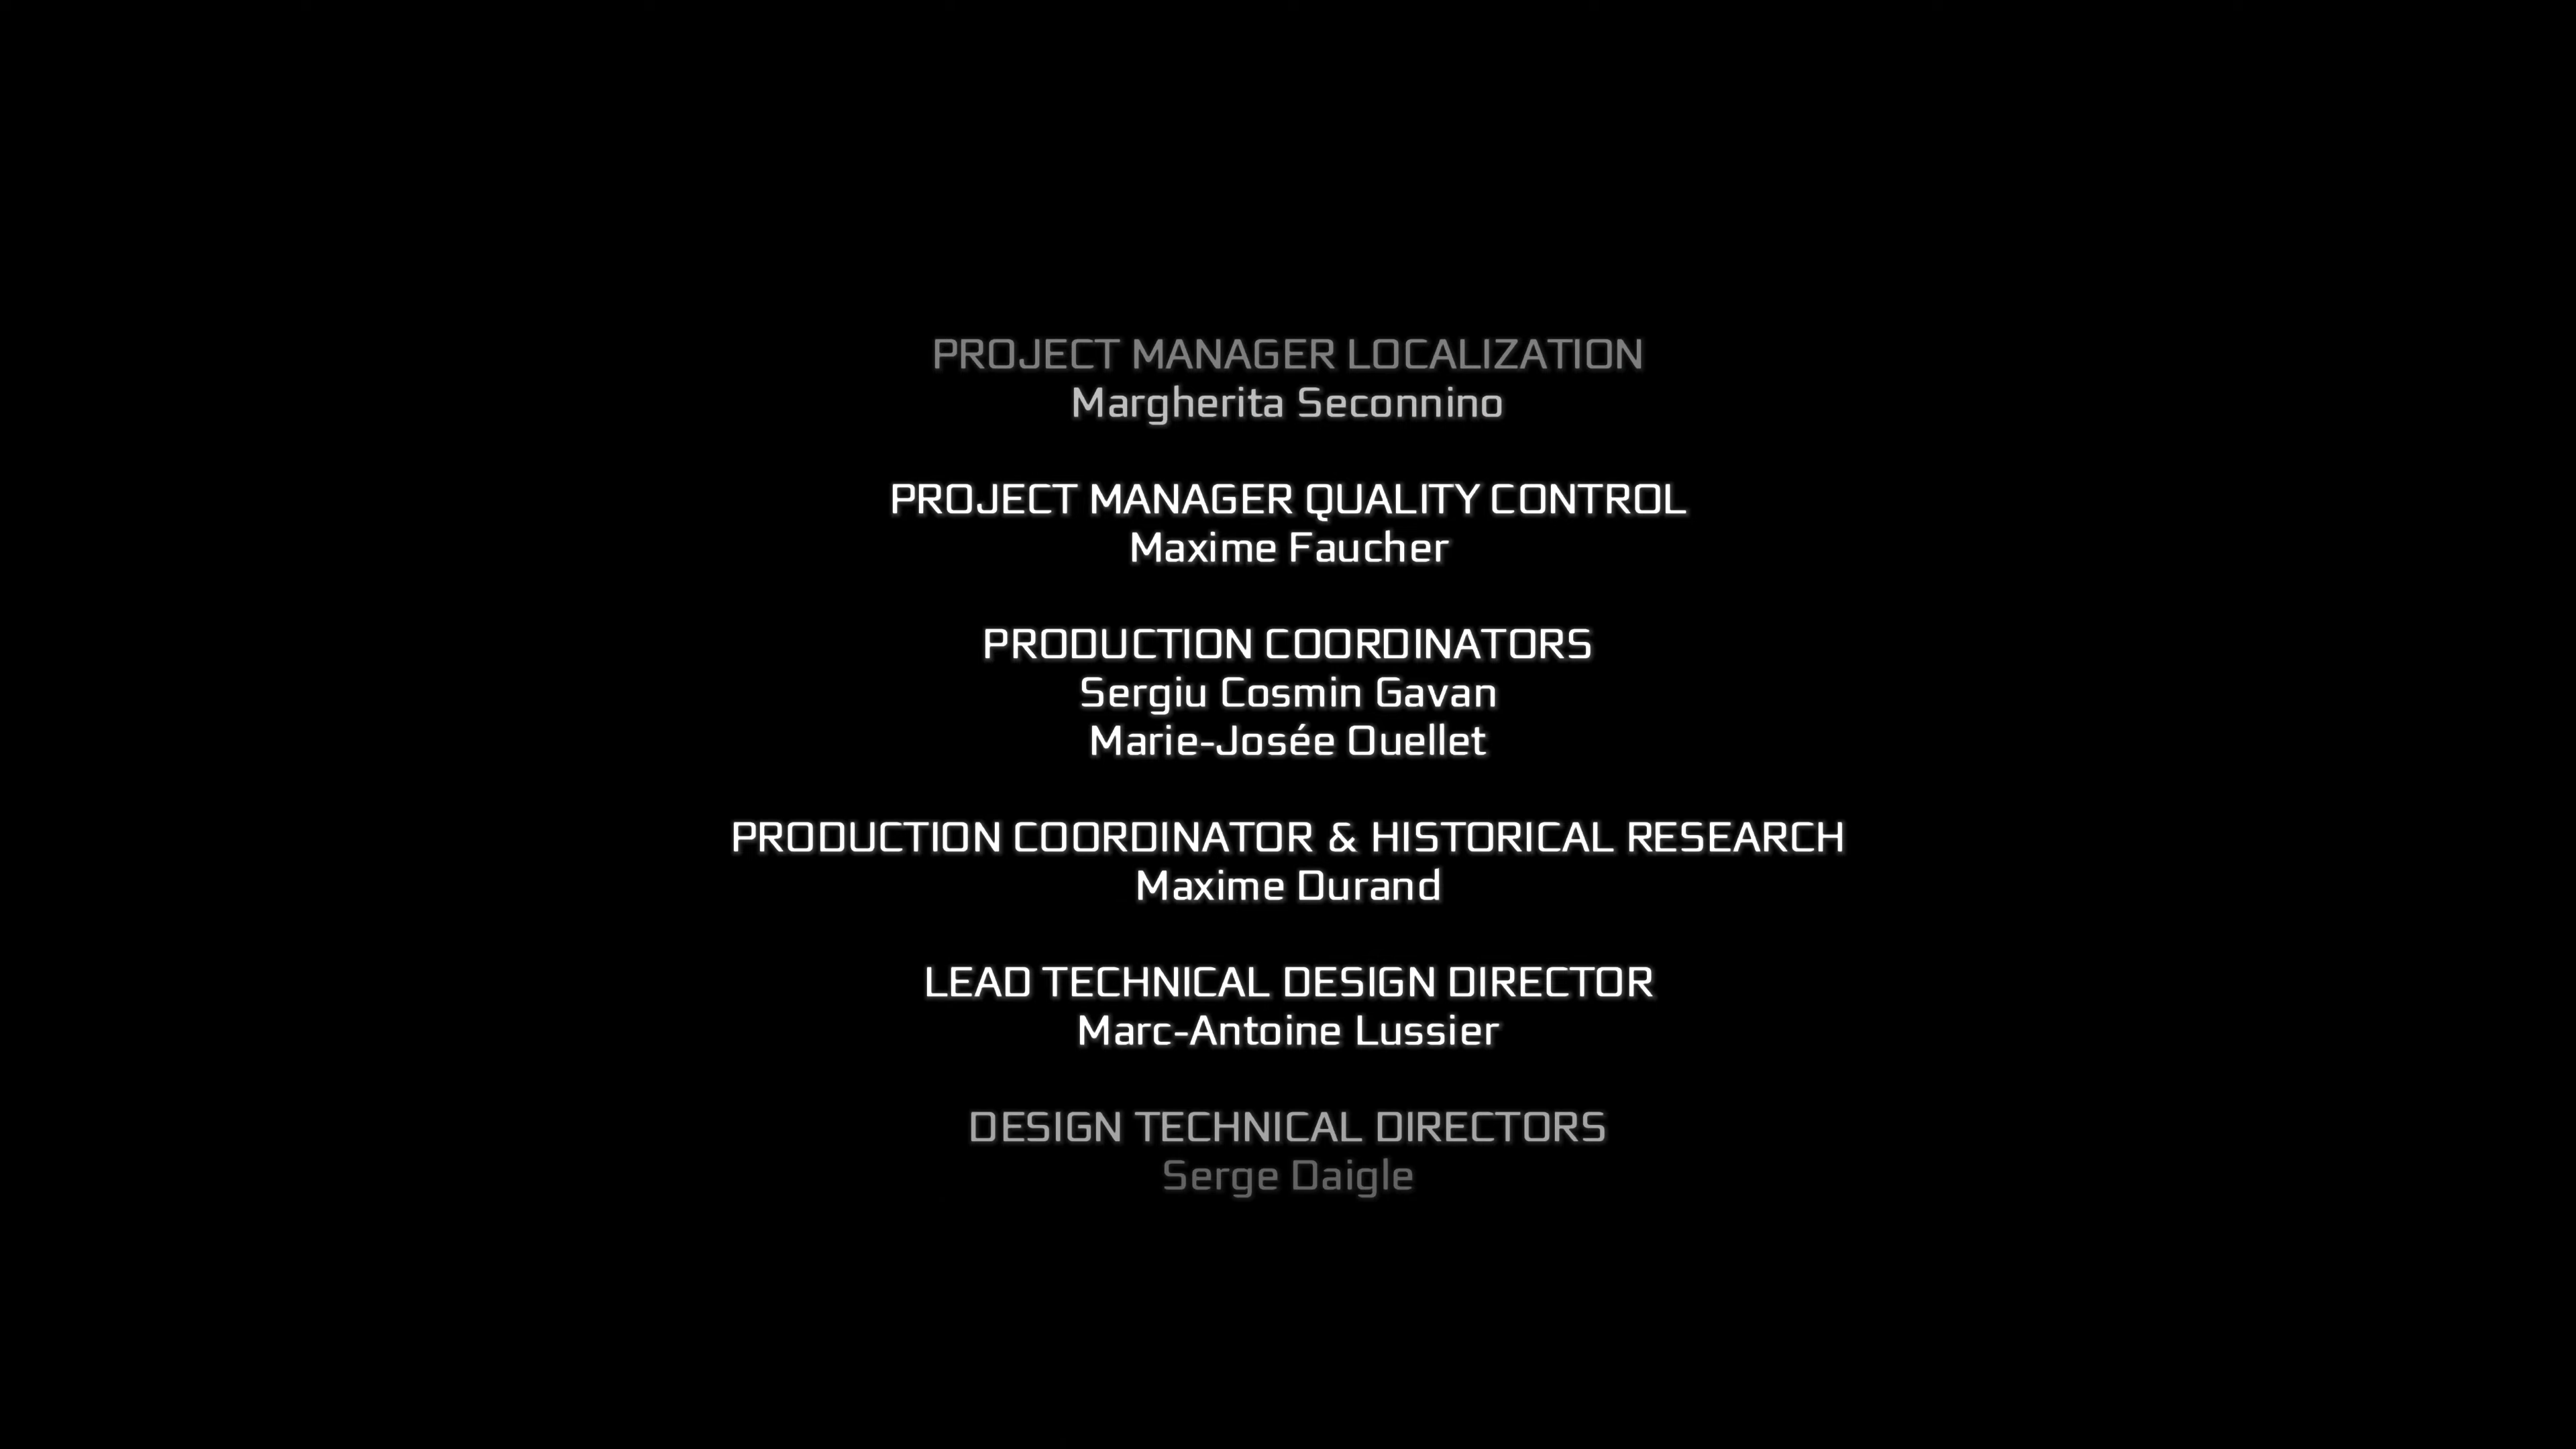 PROJECT MANAGER LOCALIZATION
Margherita Seconnino
PROJECT MANAGER QUALITY CONTROL
Maxime Faucher
PRODUCTION COORDINATORS
Sergiu Cosmin Gavan
Marie-Josée Ouellet
PRODUCTION COORDINATOR & HISTORICAL RESEARCH
Maxime Durand
LEAD TECHNICAL DESIGN DIRECTOR
Marc-Antoine Lussier
DESIGN TECHNICAL DIRECTORS
Serge Daigle